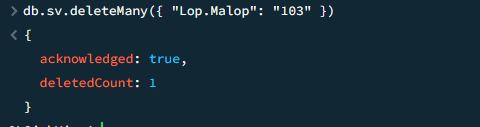 > db.sv.deleteMany({ "Lop.Malop": "103" })
< {
acknowledged: true,
deletedCount: 1
}